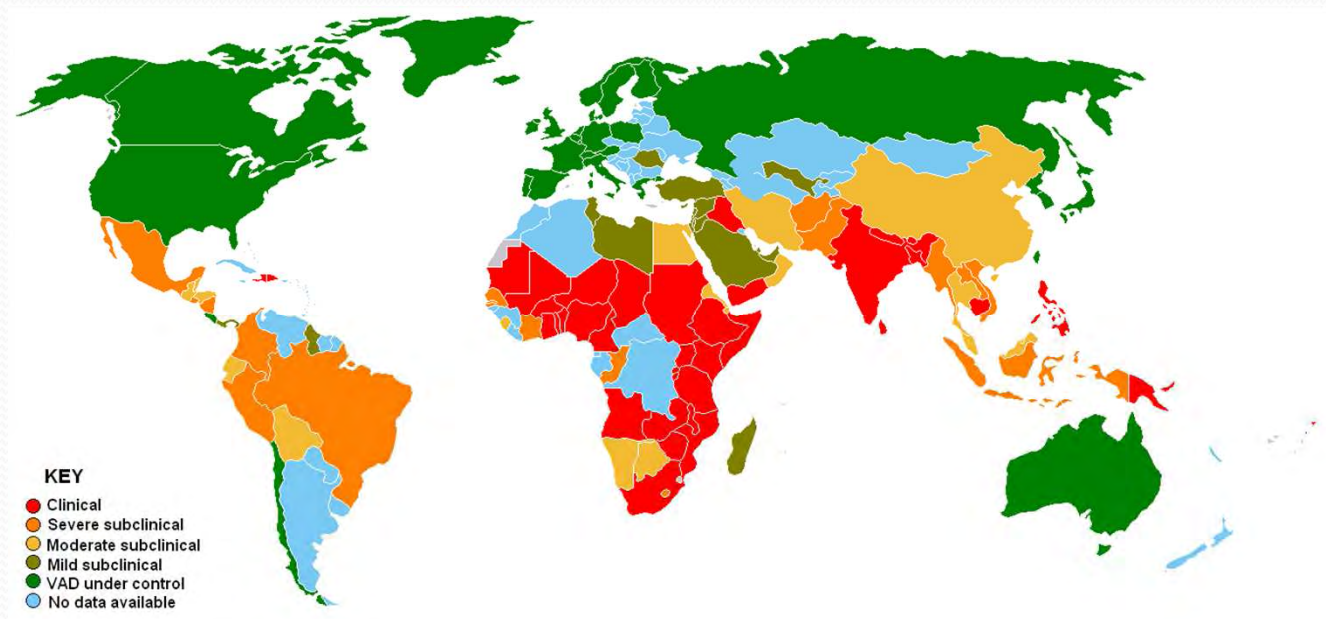 KEY
Clinical
Severe subclinical
Moderate subclinical
Mild subclinical
VAD under control
No data available